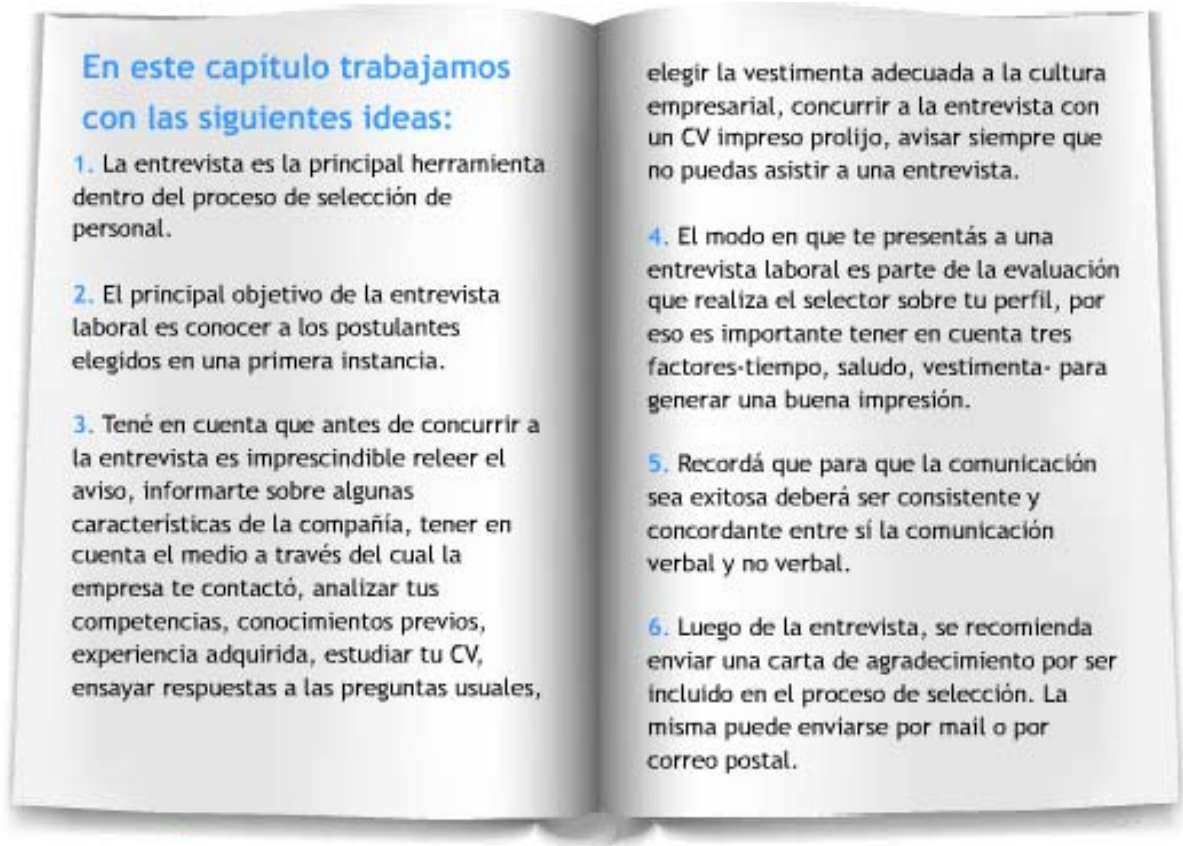 En este capítulo trabajamos
con las siguientes ideas:
1. La entrevista es la principal herramienta
dentro del proceso de selección de
personal.
2. El principal objetivo de la entrevista
laboral es conocer a los postulantes
elegidos en una primera instancia.
3. Tené en cuenta que antes de concurrir a
la entrevista es imprescindible releer el
aviso, informarte sobre algunas
características de la compañía, tener en
cuenta el medio a través del cual la
empresa te contactó, analizar tus
competencias, conocimientos previos,
experiencia adquirida, estudiar tu CV,
ensayar respuestas a las preguntas usuales,
elegir la vestimenta adecuada a la cultura
empresarial, concurrir a la entrevista con
un CV impreso prolijo, avisar siempre que
no puedas asistir a una entrevista.
4. El modo en que te presentás a una
entrevista laboral es parte de la evaluación
que realiza el selector sobre tu perfil, por
eso es importante tener en cuenta tres
factores-tiempo, saludo, vestimenta- para
generar una buena impresión.
5. Recordá que para que la comunicación
sea exitosa deberá ser consistente y
concordante entre sí la comunicación
verbal y no verbal.
6. Luego de la entrevista, se recomienda
enviar una carta de agradecimiento por ser
incluido en el proceso de selección. La
misma puede enviarse por mail o por
correo postal.